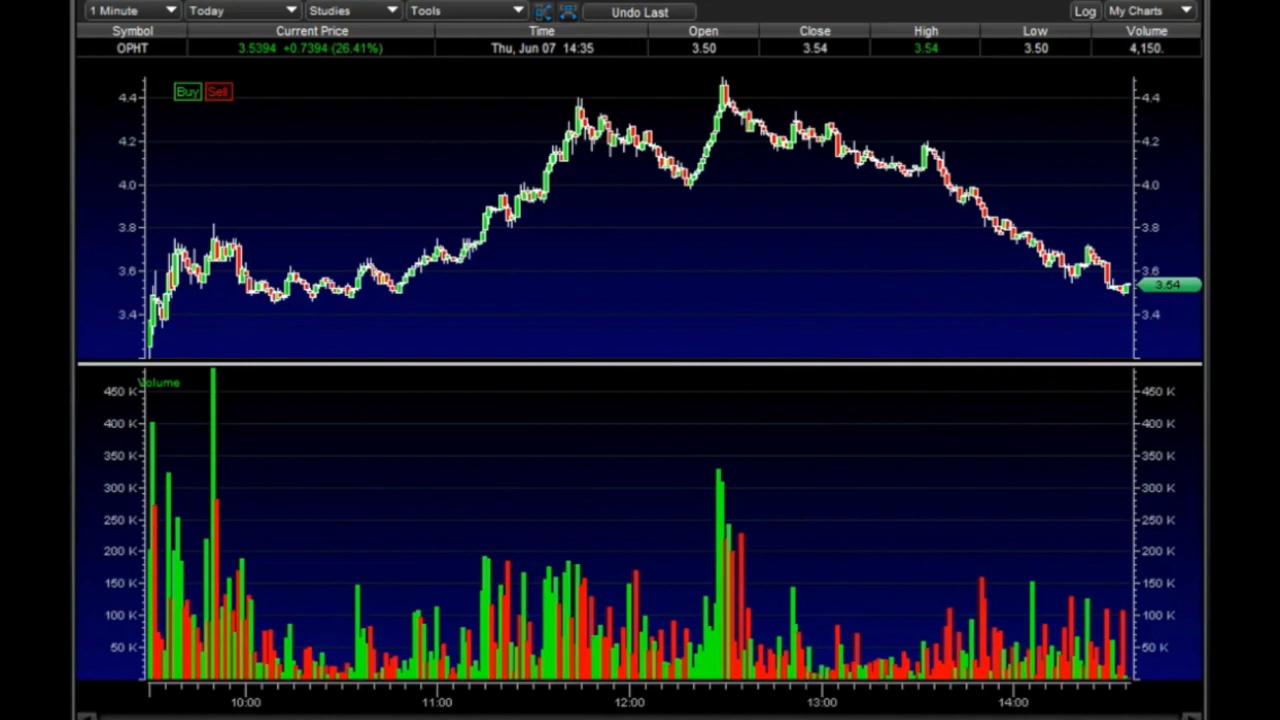 1 Minute Today Studies Tools Undo Last Log My Charts
Symbol Current Price Time Open Close High Low Volume
OPHT 3.5394 +0.7394 (26.41%) Thu, Jun 07 14:35 3.50 3.54 3.54 3.50 4,150.
Buy Sell
4.4 4.4
4.2 4.2
4.0 4.0
3.8 3.8
3.6 3.6
3.54
3.4 3.4
Volume
450 K 450 K
400 K 400 K
350 K 350 K
300 K 300 K
250 K 250 K
200 K 200 K
150 K 150 K
100 K 100 K
50 K 50 K
10:00 11:00 12:00 13:00 14:00